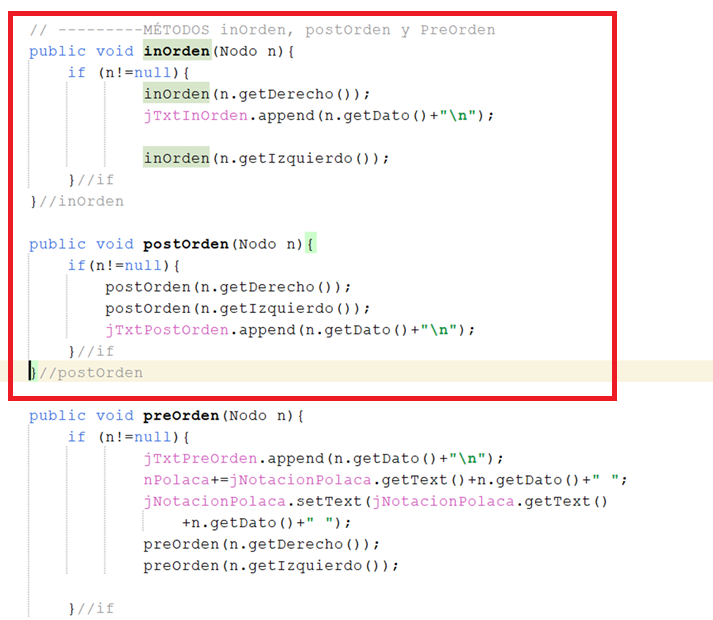 // ---------MÉTODOS inOrden, postOrden y PreOrden
public void inOrden(Nodo n){
if (n!=null){
inOrden(n.getDerecho());
jTxtInOrden.append(n.getDato()+"\n");
inOrden(n.getIzquierdo());
}//if
}//inOrden
public void postOrden(Nodo n){
if(n!=null){
postOrden(n.getDerecho());
postOrden(n.getIzquierdo());
jTxtPostOrden.append(n.getDato()+"\n");
}//if
}//postOrden
public void preOrden(Nodo n){
if (n!=null){
jTxtPreOrden.append(n.getDato()+"\n");
nPolaca+=jNotacionPolaca.getText()+n.getDato()+" ";
jNotacionPolaca.setText(jNotacionPolaca.getText()
+n.getDato()+" ");
preOrden(n.getDerecho());
preOrden(n.getIzquierdo());
}//if